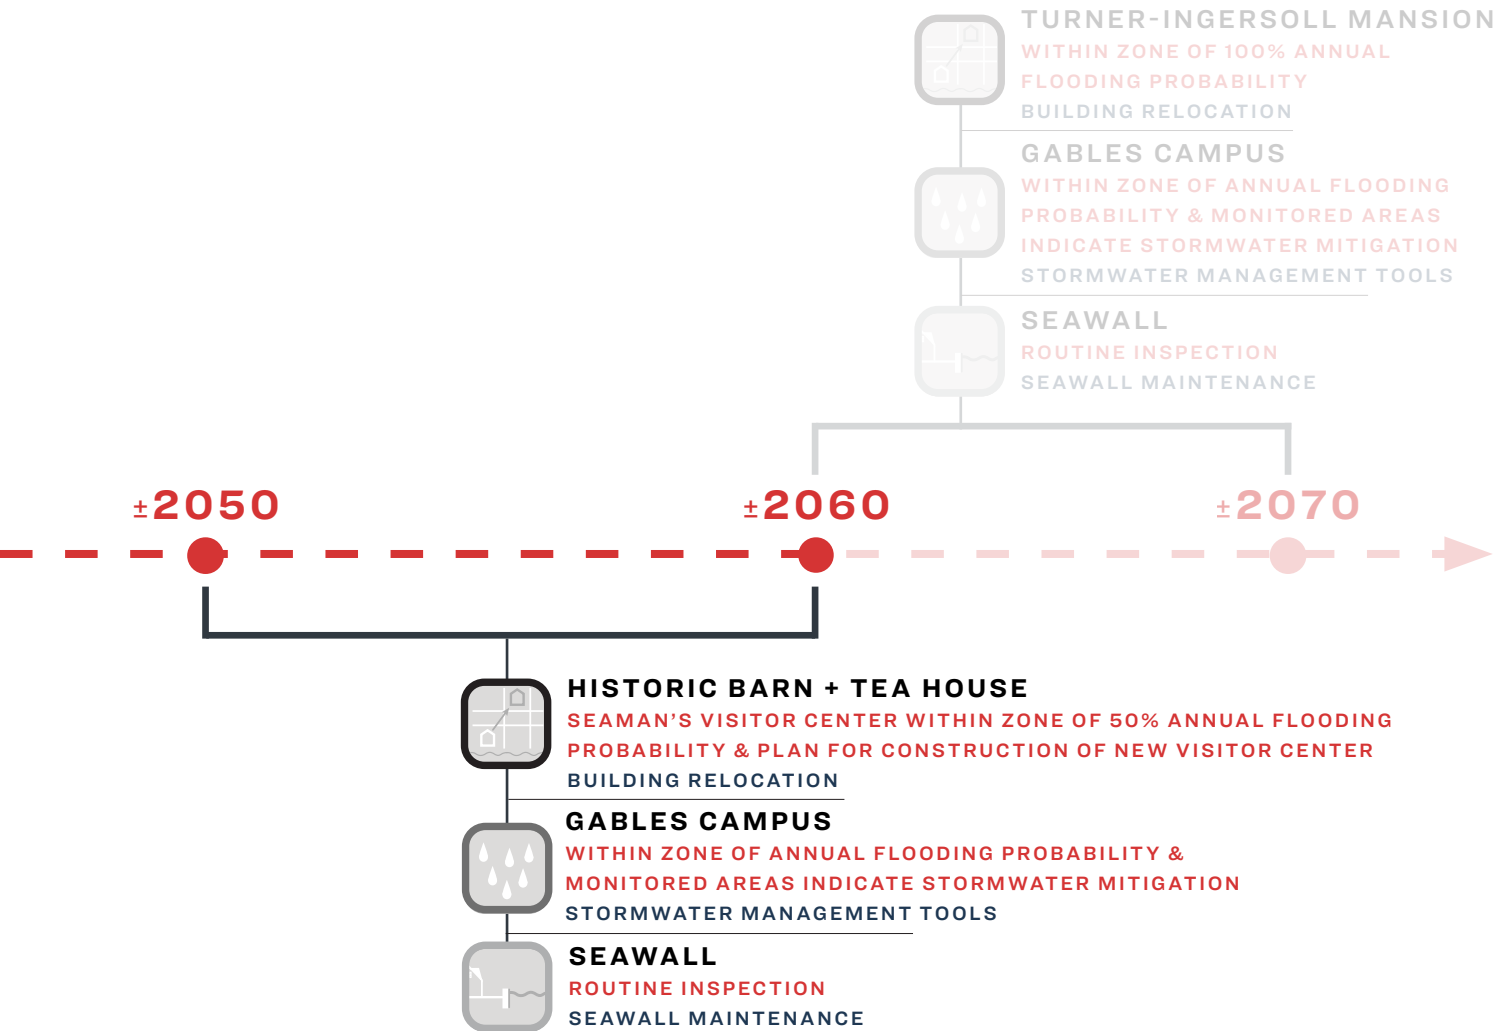 TURNER-INGERSOLL MANSION
WITHIN ZONE OF 100% ANNUAL
FLOODING PROBABILITY
BUILDING RELOCATION
GABLES CAMPUS
WITHIN ZONE OF ANNUAL FLOODING
PROBABILITY & MONITORED AREAS
INDICATE STORMWATER MITIGATION
STORMWATER MANAGEMENT TOOLS
SEAWALL
ROUTINE INSPECTION
SEAWALL MAINTENANCE
±2050
±2060
±2070
HISTORIC BARN + TEA HOUSE
SEAMAN’S VISITOR CENTER WITHIN ZONE OF 50% ANNUAL FLOODING
PROBABILITY & PLAN FOR CONSTRUCTION OF NEW VISITOR CENTER
BUILDING RELOCATION
GABLES CAMPUS
WITHIN ZONE OF ANNUAL FLOODING PROBABILITY &
MONITORED AREAS INDICATE STORMWATER MITIGATION
STORMWATER MANAGEMENT TOOLS
SEAWALL
ROUTINE INSPECTION
SEAWALL MAINTENANCE